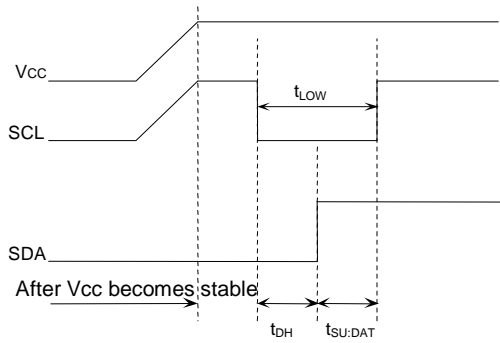 VCC
tLOW
SCL
SDA
After Vcc becomes stable
tDH
tSU;DAT